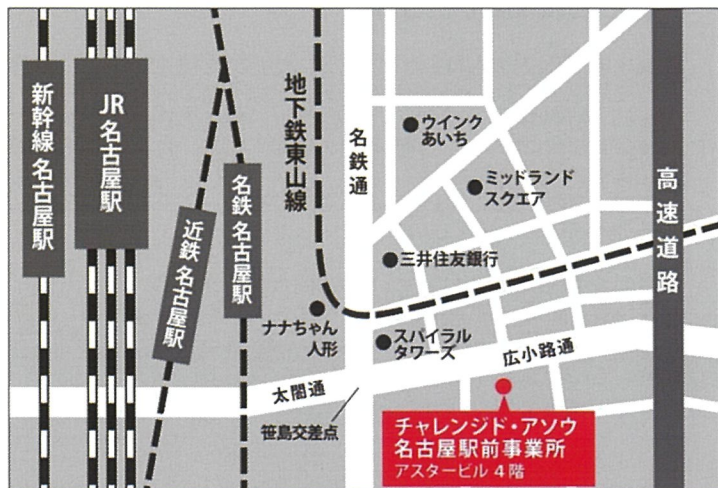 新幹線 名古屋駅
JR
名古屋駅
近鉄 名古屋駅
名鉄 名古屋駅
地下鉄東山線
名鉄通
ウインク
あいち
ミッドランド
スクエア
高速道路
三井住友銀行
ナナちゃん
人形
スパイラル
タワーズ
広小路通
太閤通
笹島交差点
チャレンジド・アソウ
名古屋駅前事業所
アスタービル 4階